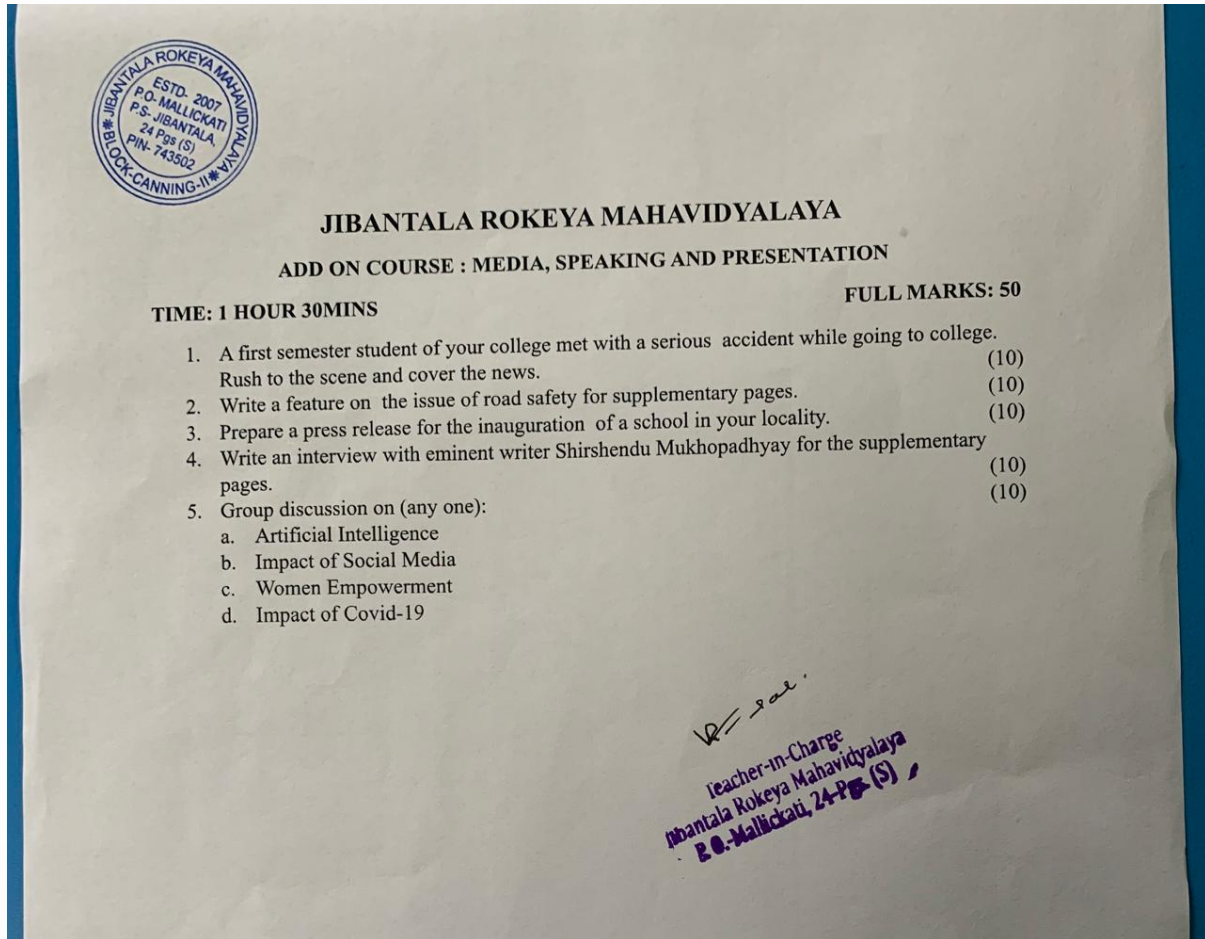 JIBANTALA ROKEYA MAHAVIDYALAYA
BLOCK-CANNING-II
ESTD- 2007
P.O- MALLICKATI
P.S- JIBANTALA,
24 Pgs (S)
PIN- 743502
JIBANTALA ROKEYA MAHAVIDYALAYA
ADD ON COURSE : MEDIA, SPEAKING AND PRESENTATION
TIME: 1 HOUR 30MINS FULL MARKS: 50
1. A first semester student of your college met with a serious accident while going to college.
Rush to the scene and cover the news. (10)
2. Write a feature on the issue of road safety for supplementary pages. (10)
3. Prepare a press release for the inauguration of a school in your locality. (10)
4. Write an interview with eminent writer Shirshendu Mukhopadhyay for the supplementary
pages. (10)
5. Group discussion on (any one): (10)
a. Artificial Intelligence
b. Impact of Social Media
c. Women Empowerment
d. Impact of Covid-19
Teacher-in-Charge
Jibantala Rokeya Mahavidyalaya
P.O.-Mallickati, 24-Pgs (S)